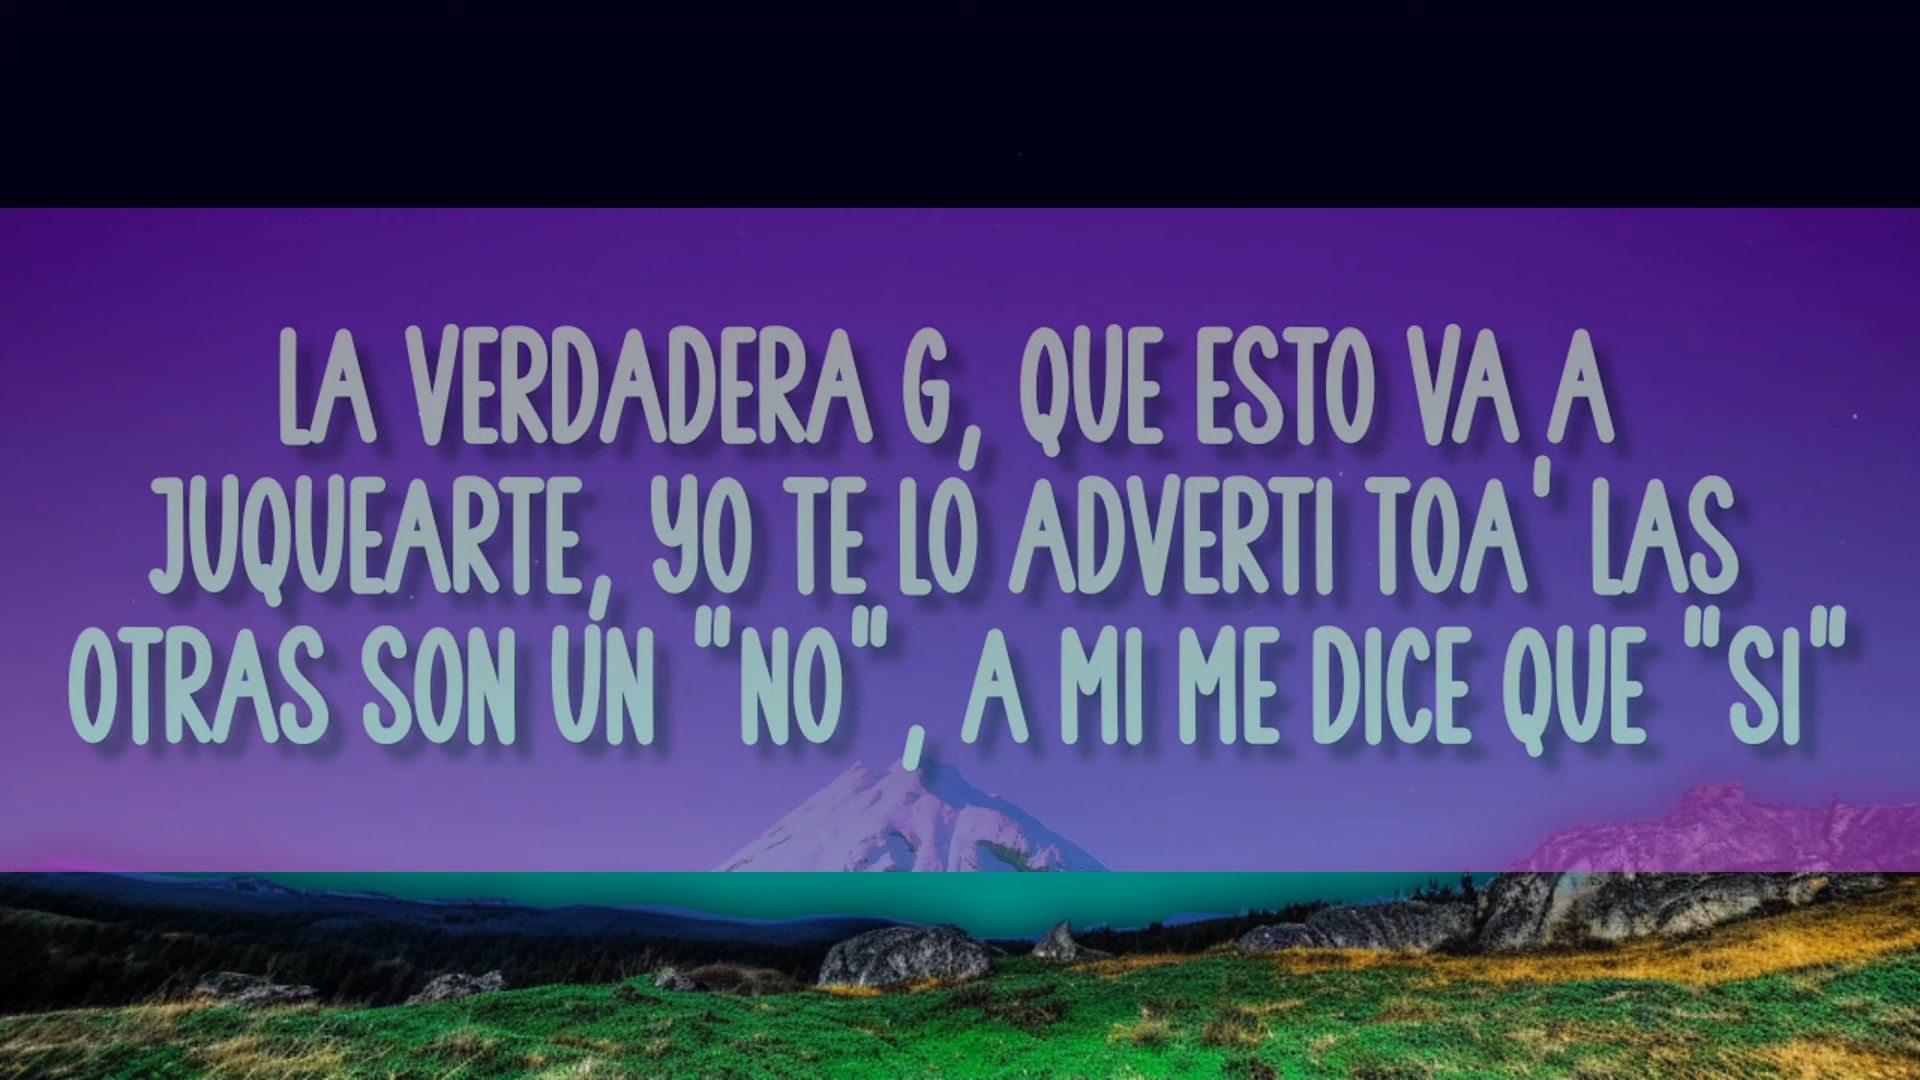 LA VERDADERA G, QUE ESTO VA A
JUQUEARTE, YO TE LO ADVERTI TOA' LAS
OTRAS SON UN "NO", A MI ME DICE QUE "SI"